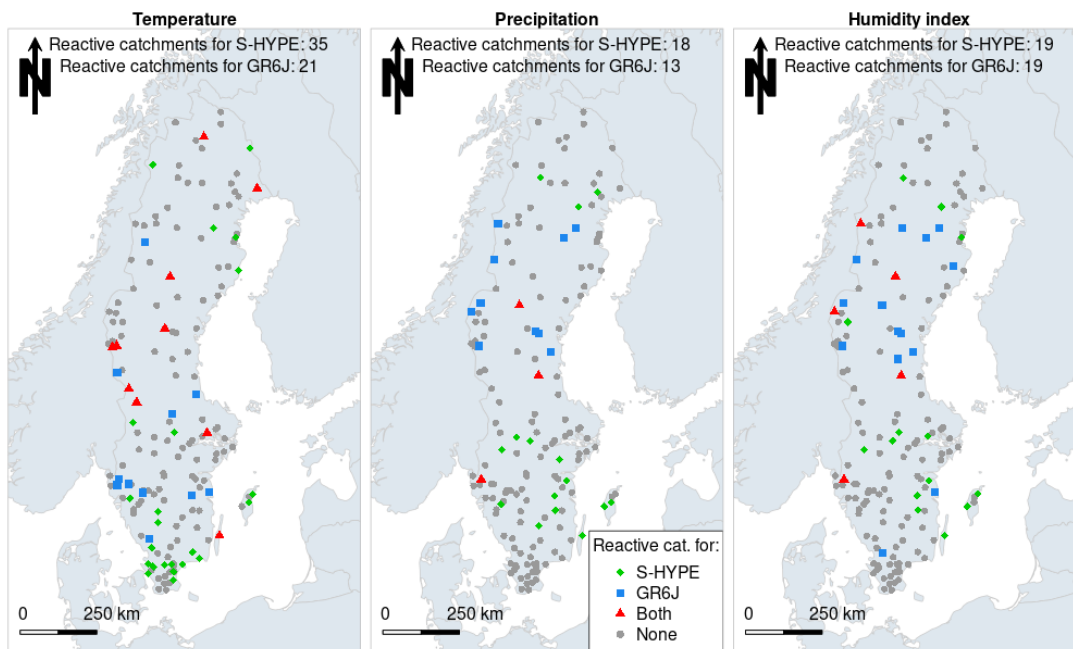 Temperature
Reactive catchments for S-HYPE: 35
Reactive catchments for GR6J: 21
N
0 250 km
Precipitation
Reactive catchments for S-HYPE: 18
Reactive catchments for GR6J: 13
N
0 250 km
Reactive cat. for:
S-HYPE
GR6J
Both
None
Humidity index
Reactive catchments for S-HYPE: 19
Reactive catchments for GR6J: 19
N
0 250 km